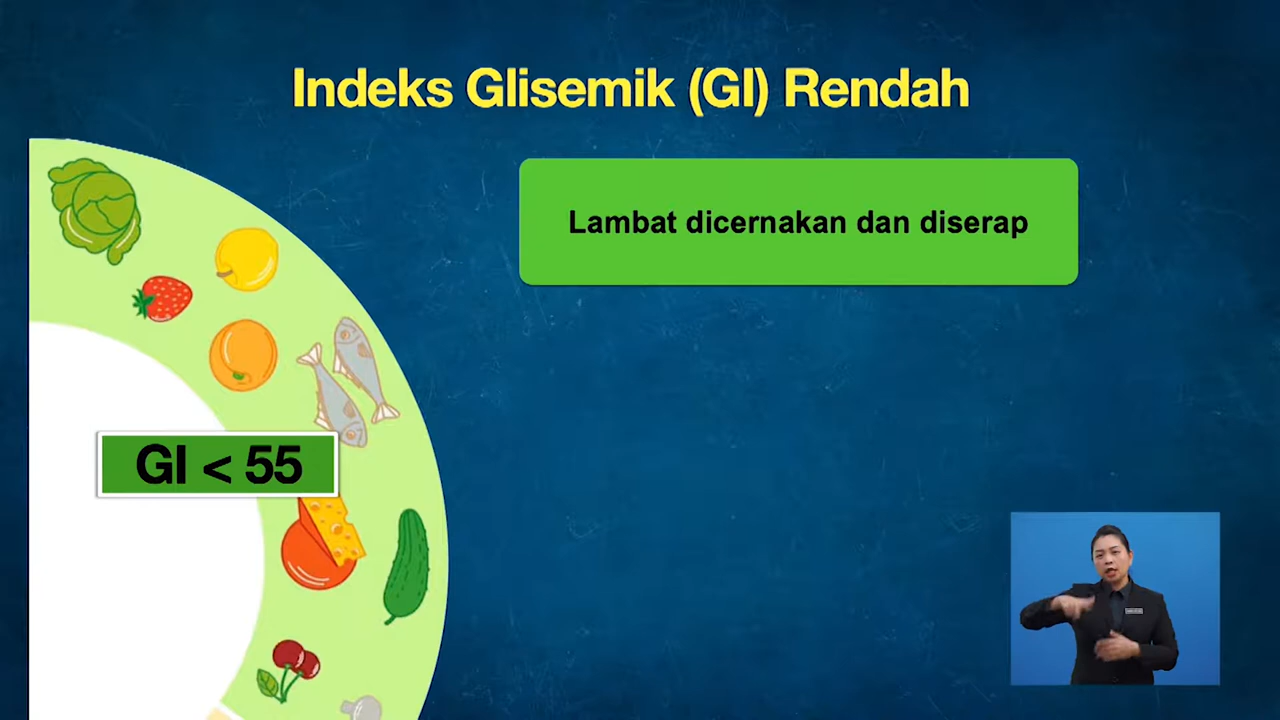 Indeks Glisemik (GI) Rendah
Lambat dicernakan dan diserap
GI < 55